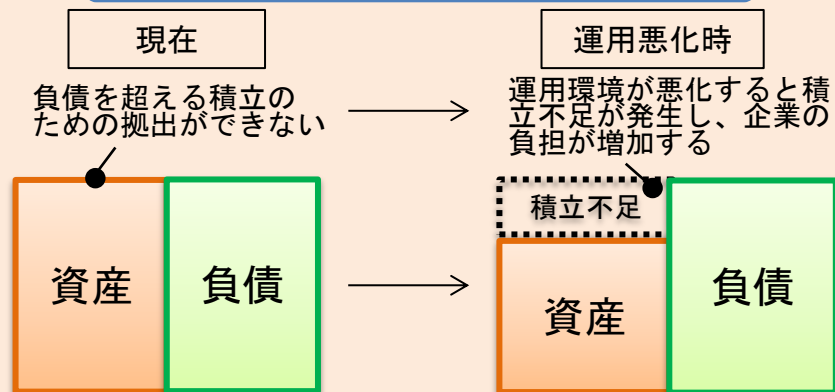 現在
負債を超える積立の
ための拠出ができない
資産
負債
運用悪化時
運用環境が悪化すると積
立不足が発生し、企業の
負担が増加する
積立不足
資産
負債